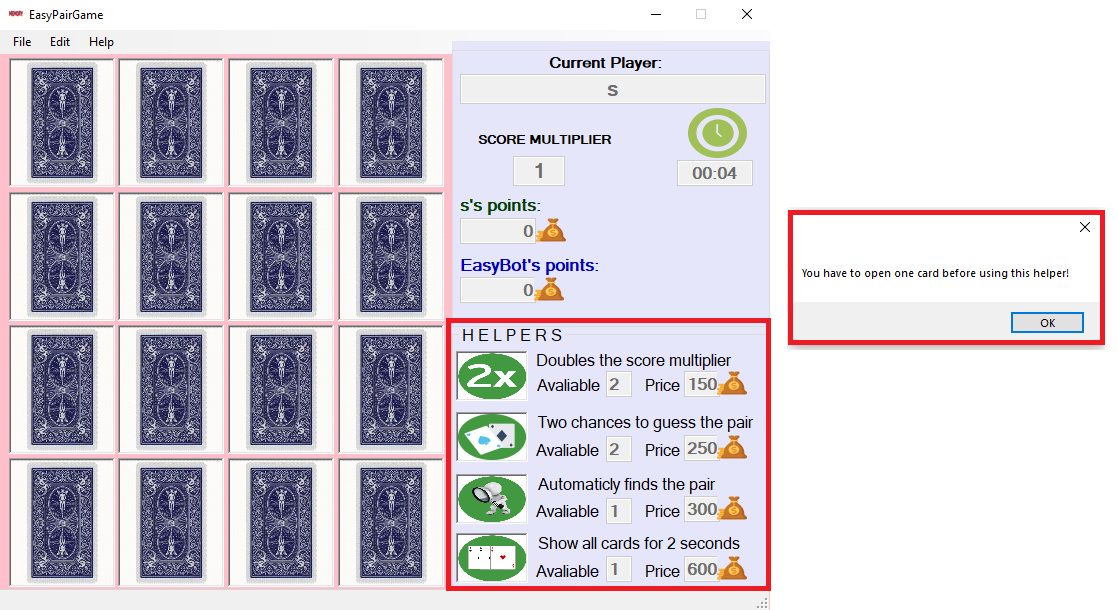 EasyPairGame
File Edit Help
Current Player:
s
SCORE MULTIPLIER
1
00:04
s's points:
0
EasyBot's points:
0
HELPERS
2x
Doubles the score multiplier
Avaliable 2 Price 150
Two chances to guess the pair
Avaliable 2 Price 250
Automaticly finds the pair
Avaliable 1 Price 300
Show all cards for 2 seconds
Avaliable 1 Price 600
You have to open one card before using this helper!
OK